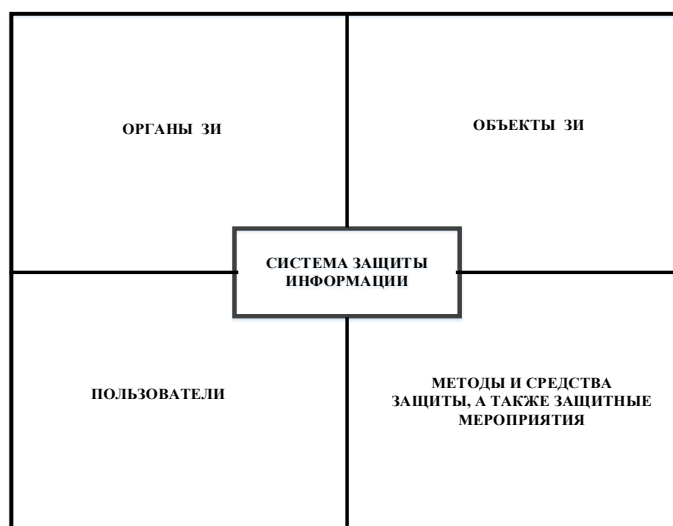 ОРГАНЫ ЗИ
ОБЪЕКТЫ ЗИ
СИСТЕМА ЗАЩИТЫ
ИНФОРМАЦИИ
ПОЛЬЗОВАТЕЛИ
МЕТОДЫ И СРЕДСТВА
ЗАЩИТЫ, А ТАКЖЕ ЗАЩИТНЫЕ
МЕРОПРИЯТИЯ